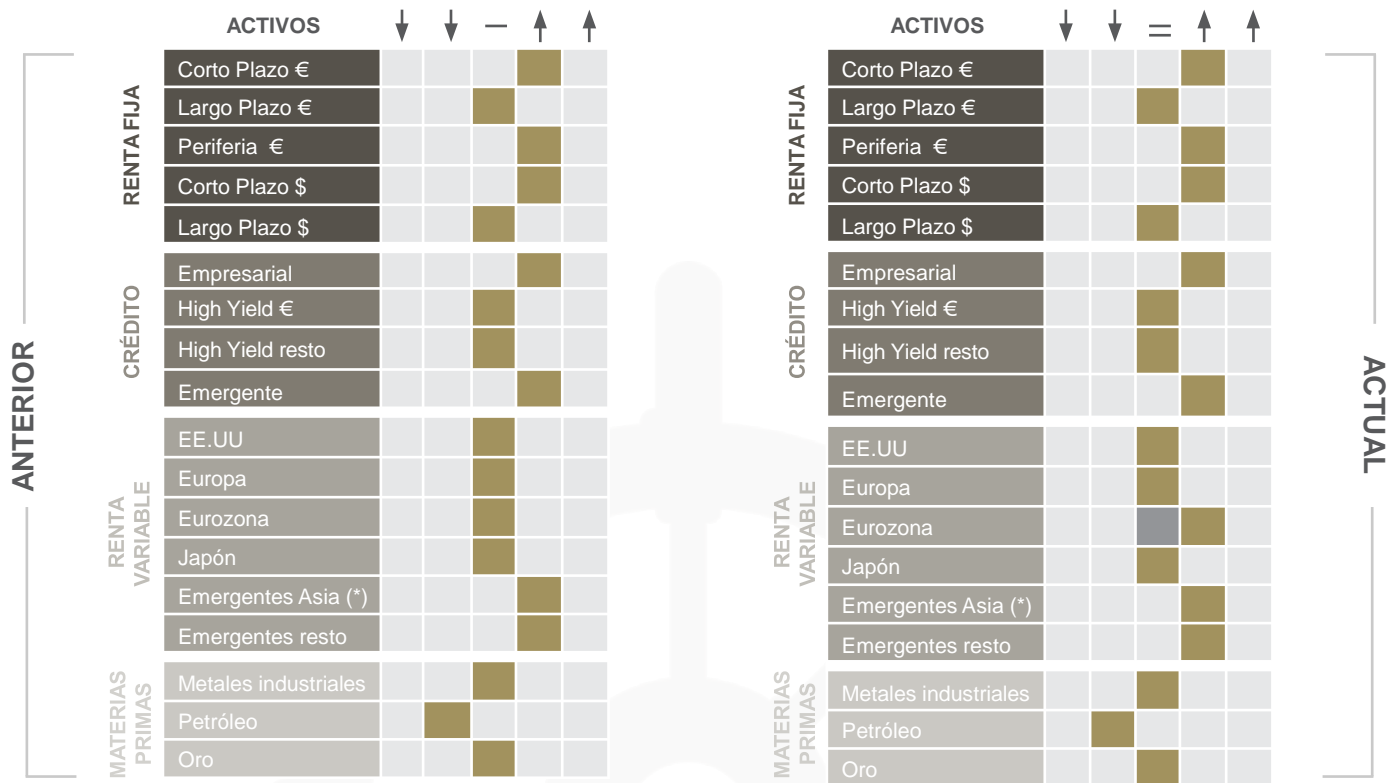 ANTERIOR
ACTIVOS
RENTA FIJA
Corto Plazo €
Largo Plazo €
Periferia €
Corto Plazo $
Largo Plazo $
CRÉDITO
Empresarial
High Yield €
High Yield resto
Emergente
RENTA
VARIABLE
EE.UU
Europa
Eurozona
Japón
Emergentes Asia (*)
Emergentes resto
MATERIAS
PRIMAS
Metales industriales
Petróleo
Oro
ACTUAL
ACTIVOS
RENTA FIJA
Corto Plazo €
Largo Plazo €
Periferia €
Corto Plazo $
Largo Plazo $
CRÉDITO
Empresarial
High Yield €
High Yield resto
Emergente
RENTA
VARIABLE
EE.UU
Europa
Eurozona
Japón
Emergentes Asia (*)
Emergentes resto
MATERIAS
PRIMAS
Metales industriales
Petróleo
Oro